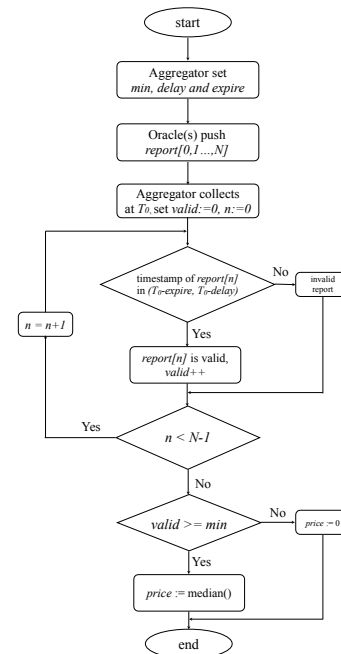 start
Aggregator set
min, delay and expire
Oracle(s) push
report[0,1…,N]
Aggregator collects
at T0, set valid:=0, n:=0
timestamp of report[n]
in (T0-expire, T0-delay)
No
invalid
report
n = n+1
Yes
report[n] is valid,
valid++
Yes
n < N-1
No
valid >= min
No
price := 0
Yes
price := median()
end